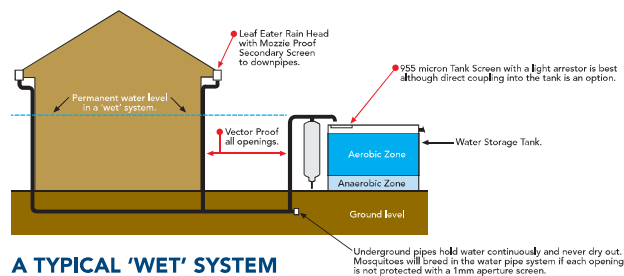 Leaf Eater Rain Head
with Mozzie Proof
Secondary Screen
to downpipes.
955 micron Tank Screen with a light arrestor is best
although direct coupling into the tank is an option.
Permanent water level
in a 'wet' system.
Vector Proof
all openings.
Water Storage Tank.
Aerobic Zone
Anaerobic Zone
Ground level
Underground pipes hold water continuously and never dry out.
Mosquitoes will breed in the water pipe system if each opening
is not protected with a 1mm aperture screen.
A TYPICAL 'WET' SYSTEM